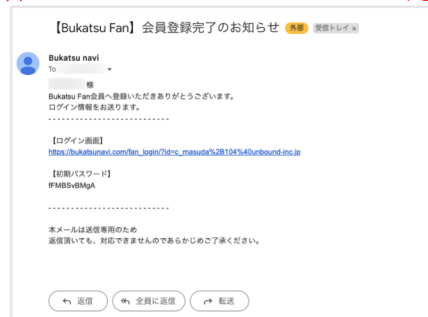 【Bukatsu Fan】会員登録完了のお知らせ 外部 受信トレイ ×
Bukatsu navi
To
様
Bukatsu Fan会員へ登録いただきありがとうございます。
ログイン情報をお送ります。
--------------------------
【ログイン画面】
https://bukatsunavi.com/fan_login/?id=c_masuda%2B104%40unbound-inc.jp
【初期パスワード】
fFMBSvBMgA
--------------------------
本メールは送信専用のため
返信頂いても、対応できませんのであらかじめご了承ください。
返信 全員に返信 転送